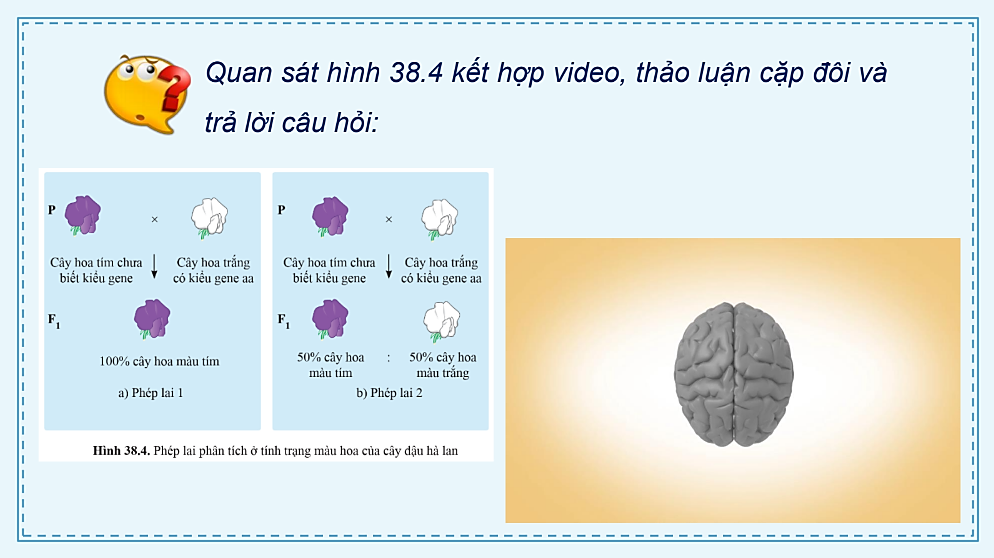 Quan sát hình 38.4 kết hợp video, thảo luận cặp đôi và
trả lời câu hỏi:
P
×
Cây hoa tím chưa
biết kiểu gene
Cây hoa trắng
có kiểu gene aa
F1
100% cây hoa màu tím
a) Phép lai 1
P
×
Cây hoa tím chưa
biết kiểu gene
Cây hoa trắng
có kiểu gene aa
F1
50% cây hoa
màu tím
:
50% cây hoa
màu trắng
b) Phép lai 2
Hình 38.4. Phép lai phân tích ở tính trạng màu hoa của cây đậu hà lan